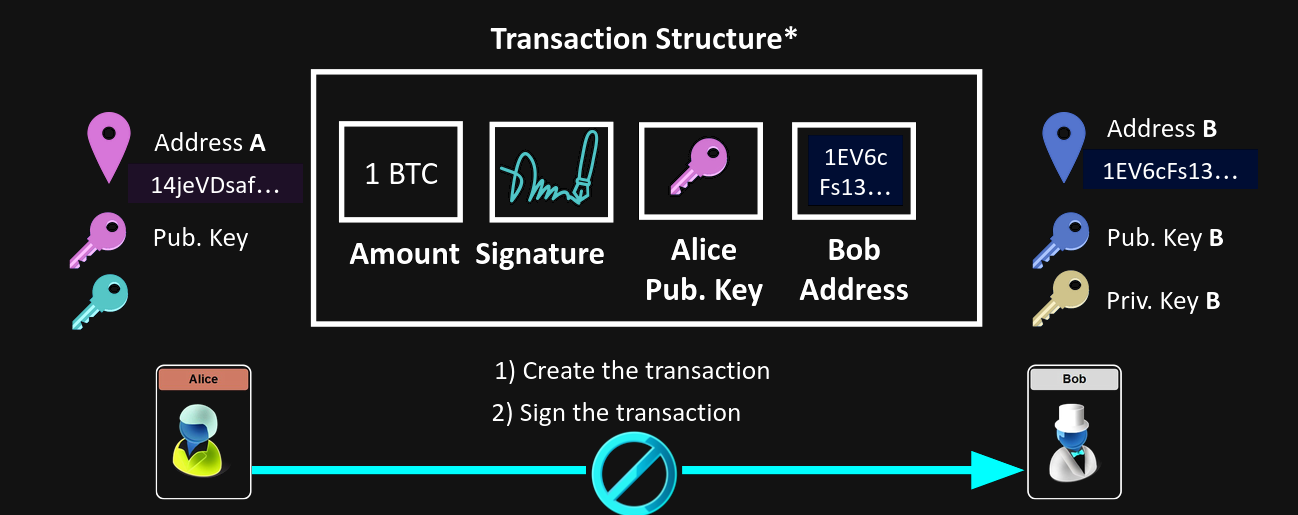 Transaction Structure*
Address A
14jeVDsaf...
Pub. Key
1 BTC
Amount
Signature
Alice
Pub. Key
1EV6c
Fs13...
Bob
Address
Address B
1EV6cFs13...
Pub. Key B
Priv. Key B
1) Create the transaction
2) Sign the transaction
Alice
Bob